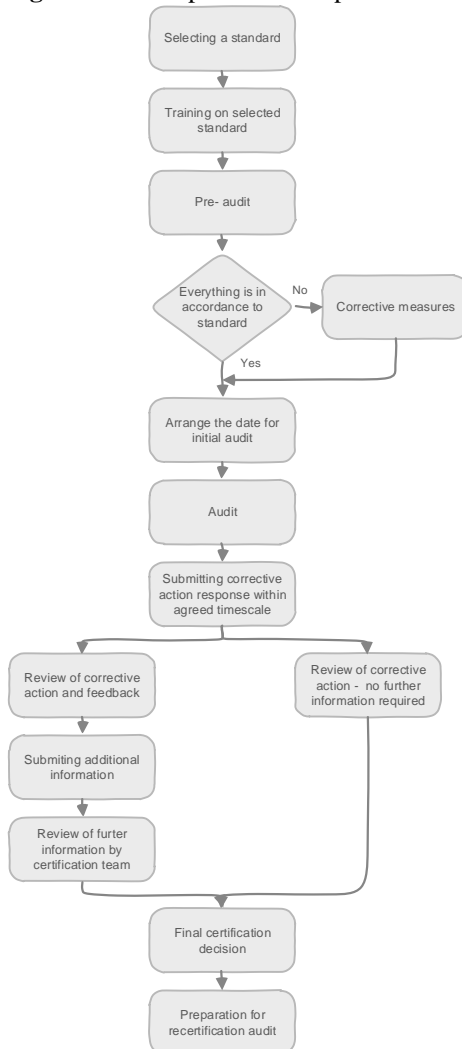 Selecting a standard
Training on selected
standard
Pre- audit
Everything is in
accordance to
standard
No
Corrective measures
Yes
Arrange the date for
initial audit
Audit
Submitting corrective
action response within
agreed timescale
Review of corrective
action and feedback
Review of corrective
action - no further
information required
Submiting additional
information
Review of furter
information by
certification team
Final certification
decision
Preparation for
recertification audit